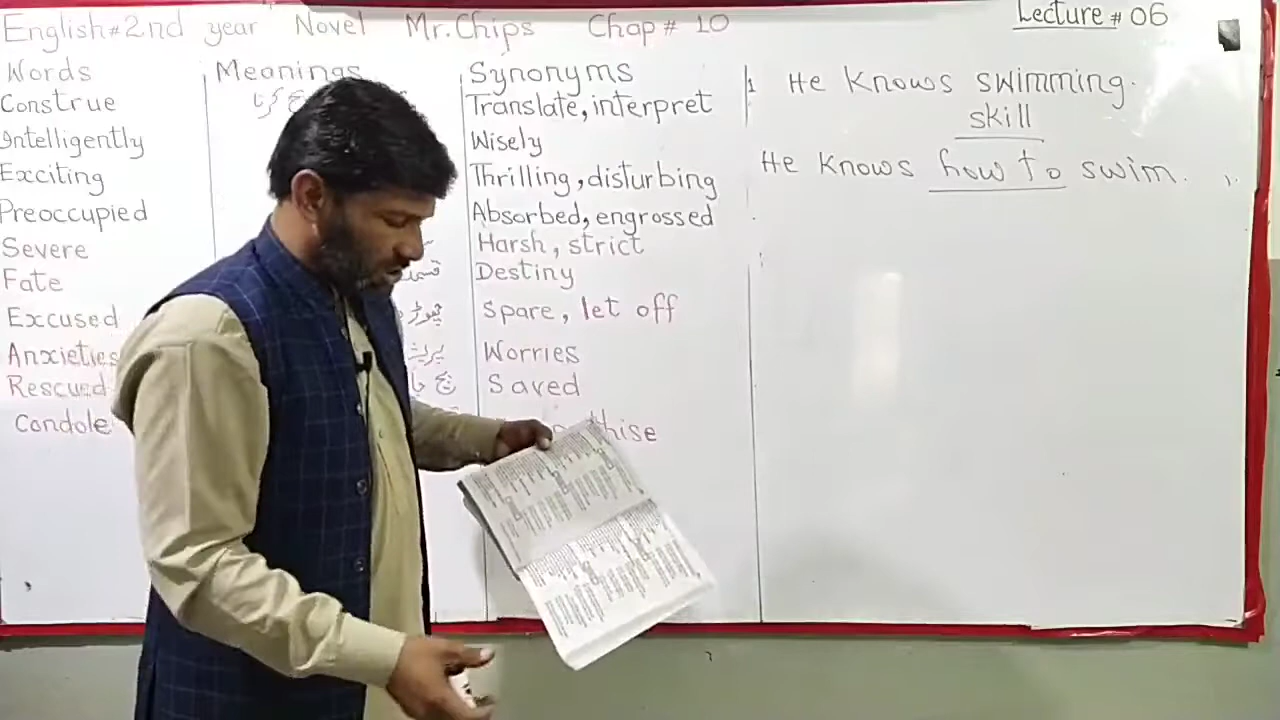 English#2nd year Novel Mr.Chips Chap# 10
Lecture # 06
Words Meanings Synonyms
Construe Translate, interpret
Intelligently Wisely
Exciting Thrilling, disturbing
Preoccupied Absorbed, engrossed
Severe Harsh, strict
Fate Destiny
Excused Spare, let off
Anxieties Worries
Rescued Saved
Condole
1 He knows swimming.
skill
He knows how to swim.